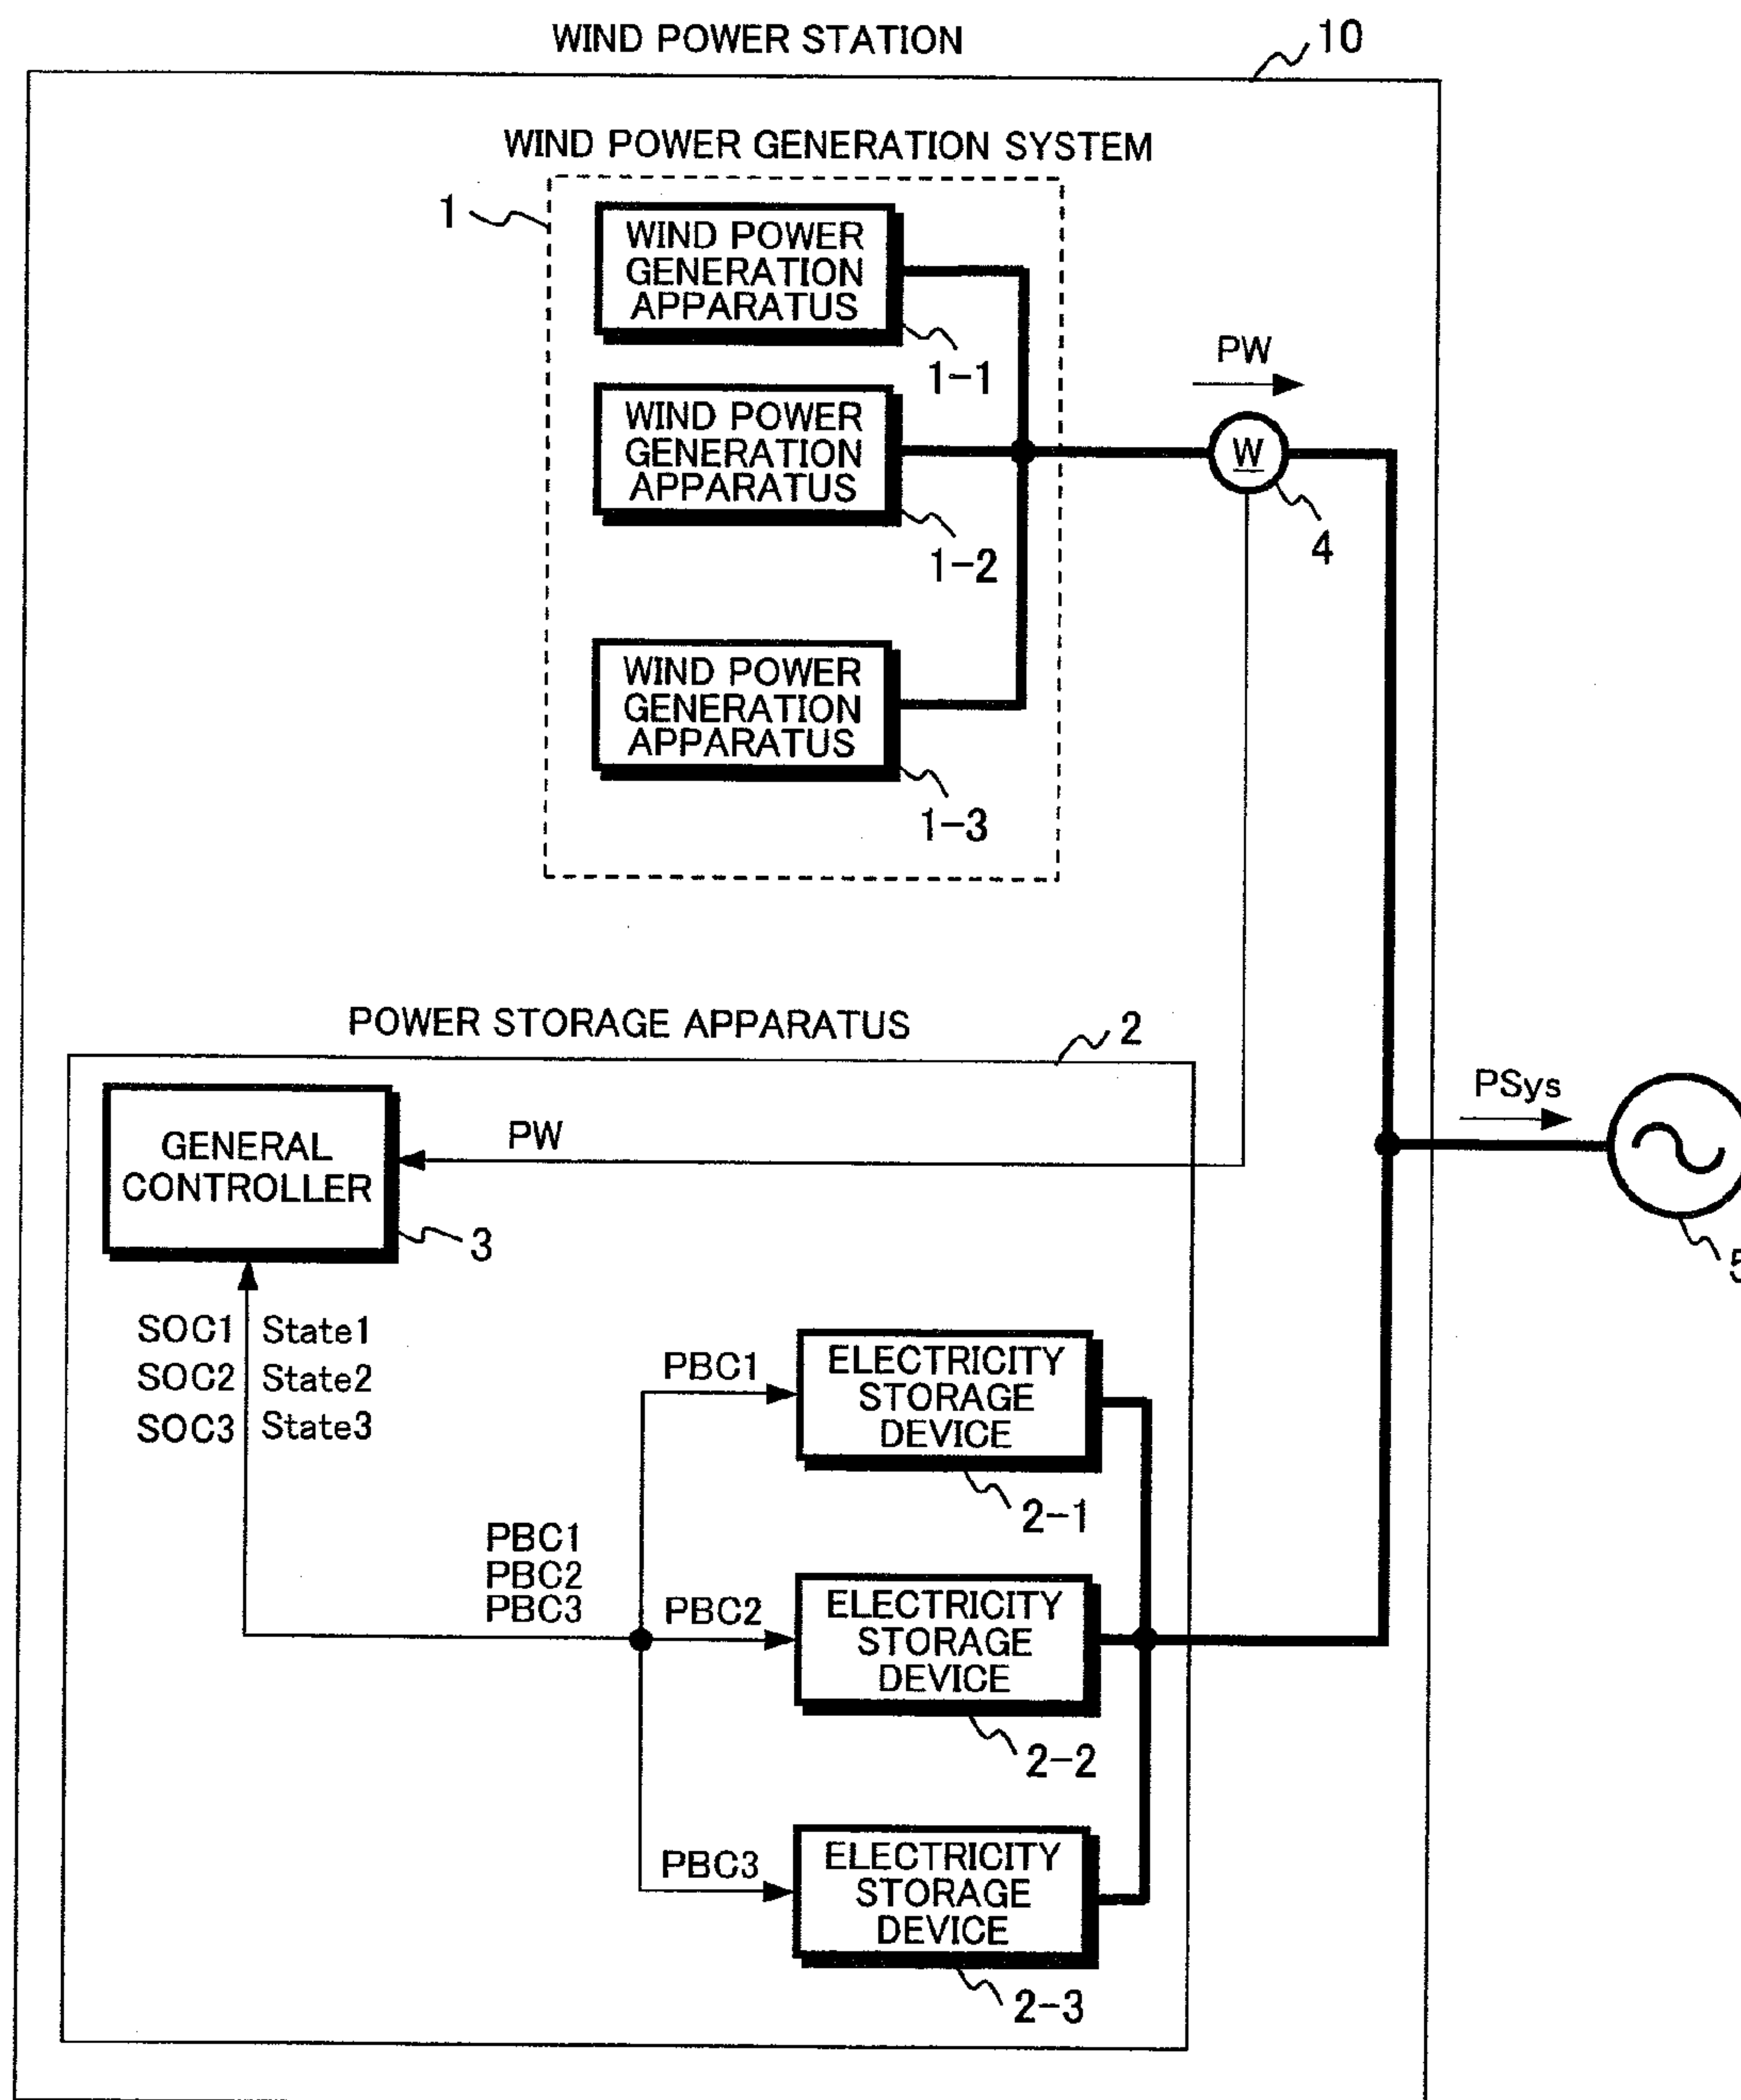 WIND POWER STATION
10
WIND POWER GENERATION SYSTEM
1
WIND POWER
GENERATION
APPARATUS
1-1
PW
WIND POWER
GENERATION
APPARATUS
W
1-2
4
WIND POWER
GENERATION
APPARATUS
1-3
POWER STORAGE APPARATUS
2
GENERAL
CONTROLLER
PW
3
PSys
5
SOC1 State1
SOC2 State2
SOC3 State3
PBC1
ELECTRICITY
STORAGE
DEVICE
2-1
PBC1
PBC2
PBC3
PBC2
ELECTRICITY
STORAGE
DEVICE
2-2
PBC3
ELECTRICITY
STORAGE
DEVICE
2-3